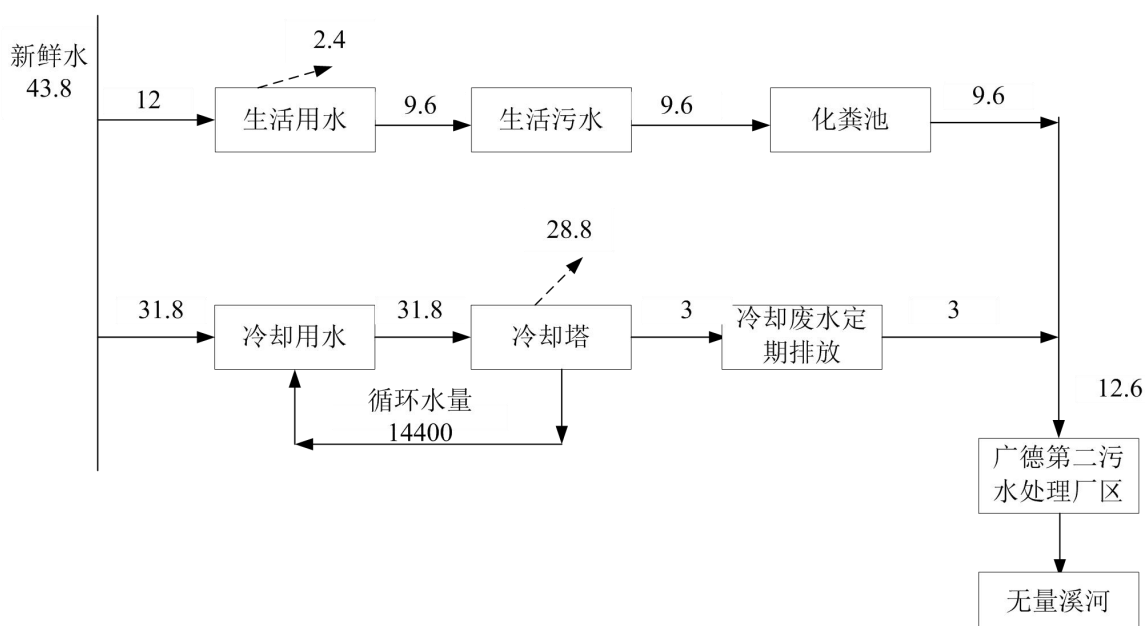 新鲜水
43.8
2.4
12
生活用水
9.6
生活污水
9.6
化粪池
9.6
28.8
31.8
冷却用水
31.8
冷却塔
3
冷却废水定
期排放
3
循环水量
14400
12.6
广德第二污
水处理厂区
无量溪河